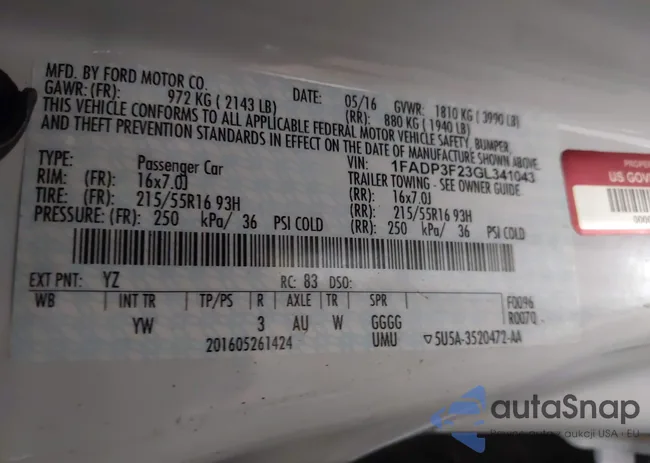 MFD. BY FORD MOTOR CO.
DATE: 05/16 GVWR: 1810 KG ( 3990 LB)
GAWR: (FR): 972 KG ( 2143 LB) (RR): 880 KG ( 1940 LB)
THIS VEHICLE CONFORMS TO ALL APPLICABLE FEDERAL MOTOR VEHICLE SAFETY, BUMPER,
AND THEFT PREVENTION STANDARDS IN EFFECT ON THE DATE OF MANUFACTURE SHOWN ABOVE.
VIN: 1FADP3F23GL341043
TYPE: Passenger Car TRAILER TOWING - SEE OWNER GUIDE
RIM: (FR): 16x7.0J (RR): 16x7.0J
TIRE: (FR): 215/55R16 93H (RR): 215/55R16 93H
PRESSURE: (FR): 250 kPa/ 36 PSI COLD (RR): 250 kPa/ 36 PSI COLD
EXT PNT: YZ RC: 83 DSO:
WB INT TR TP/PS R AXLE TR SPR F0096
YW 3 AU W GGGG R0070
201605261424 UMU ▽5U5A-3520472-AA
US GOV
autaSnap